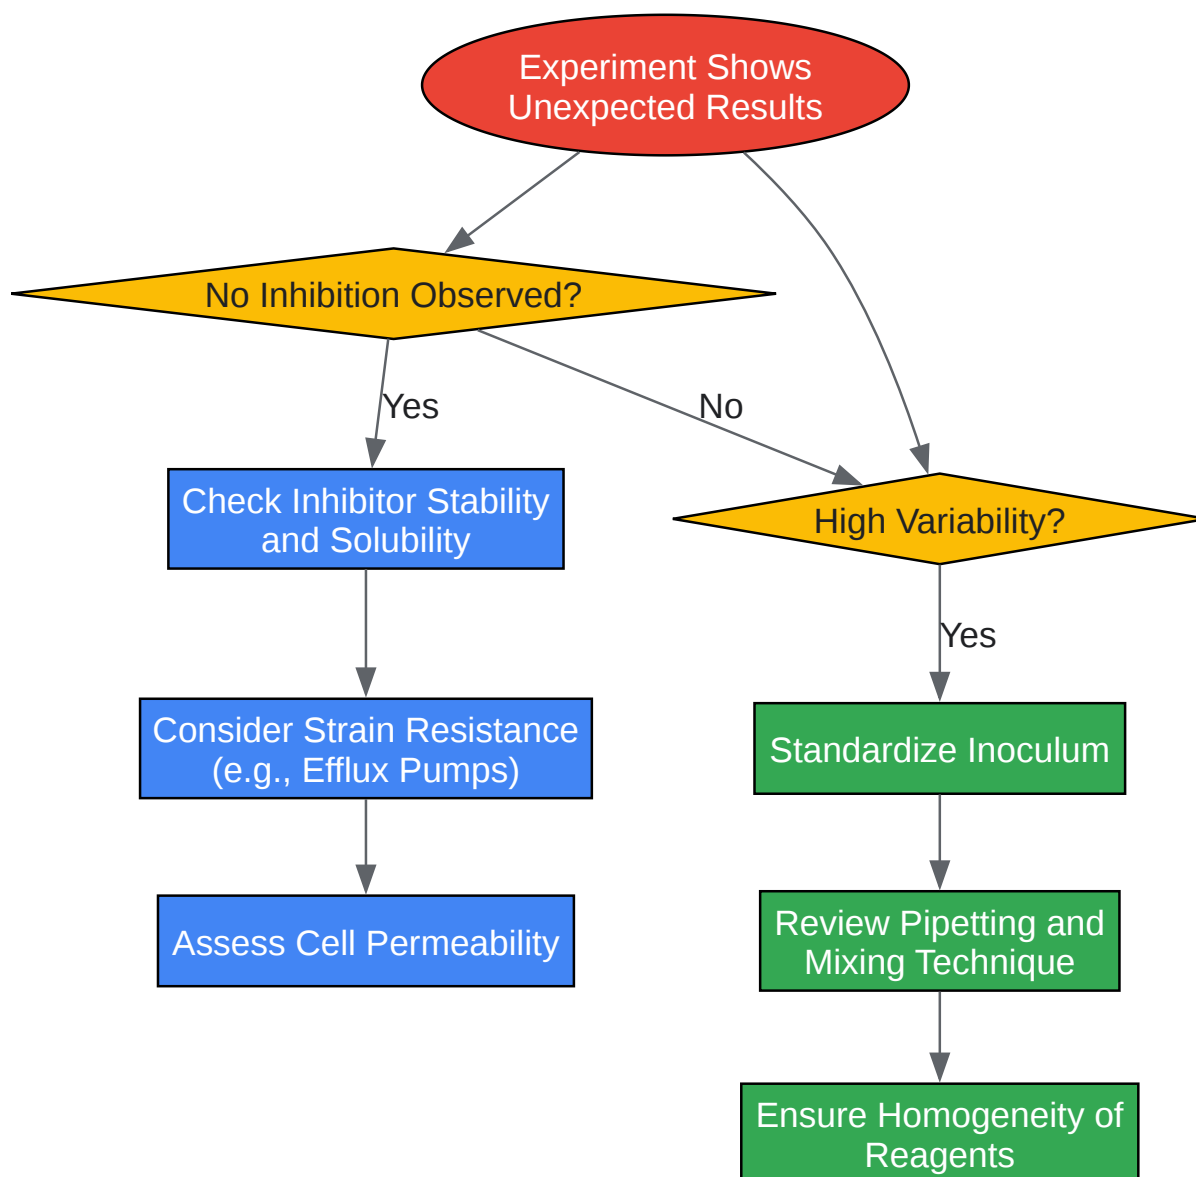 Experiment Shows
Unexpected Results
No Inhibition Observed?
Yes
No
Check Inhibitor Stability
and Solubility
High Variability?
Yes
Consider Strain Resistance
(e.g., Efflux Pumps)
Standardize Inoculum
Assess Cell Permeability
Review Pipetting and
Mixing Technique
Ensure Homogeneity of
Reagents